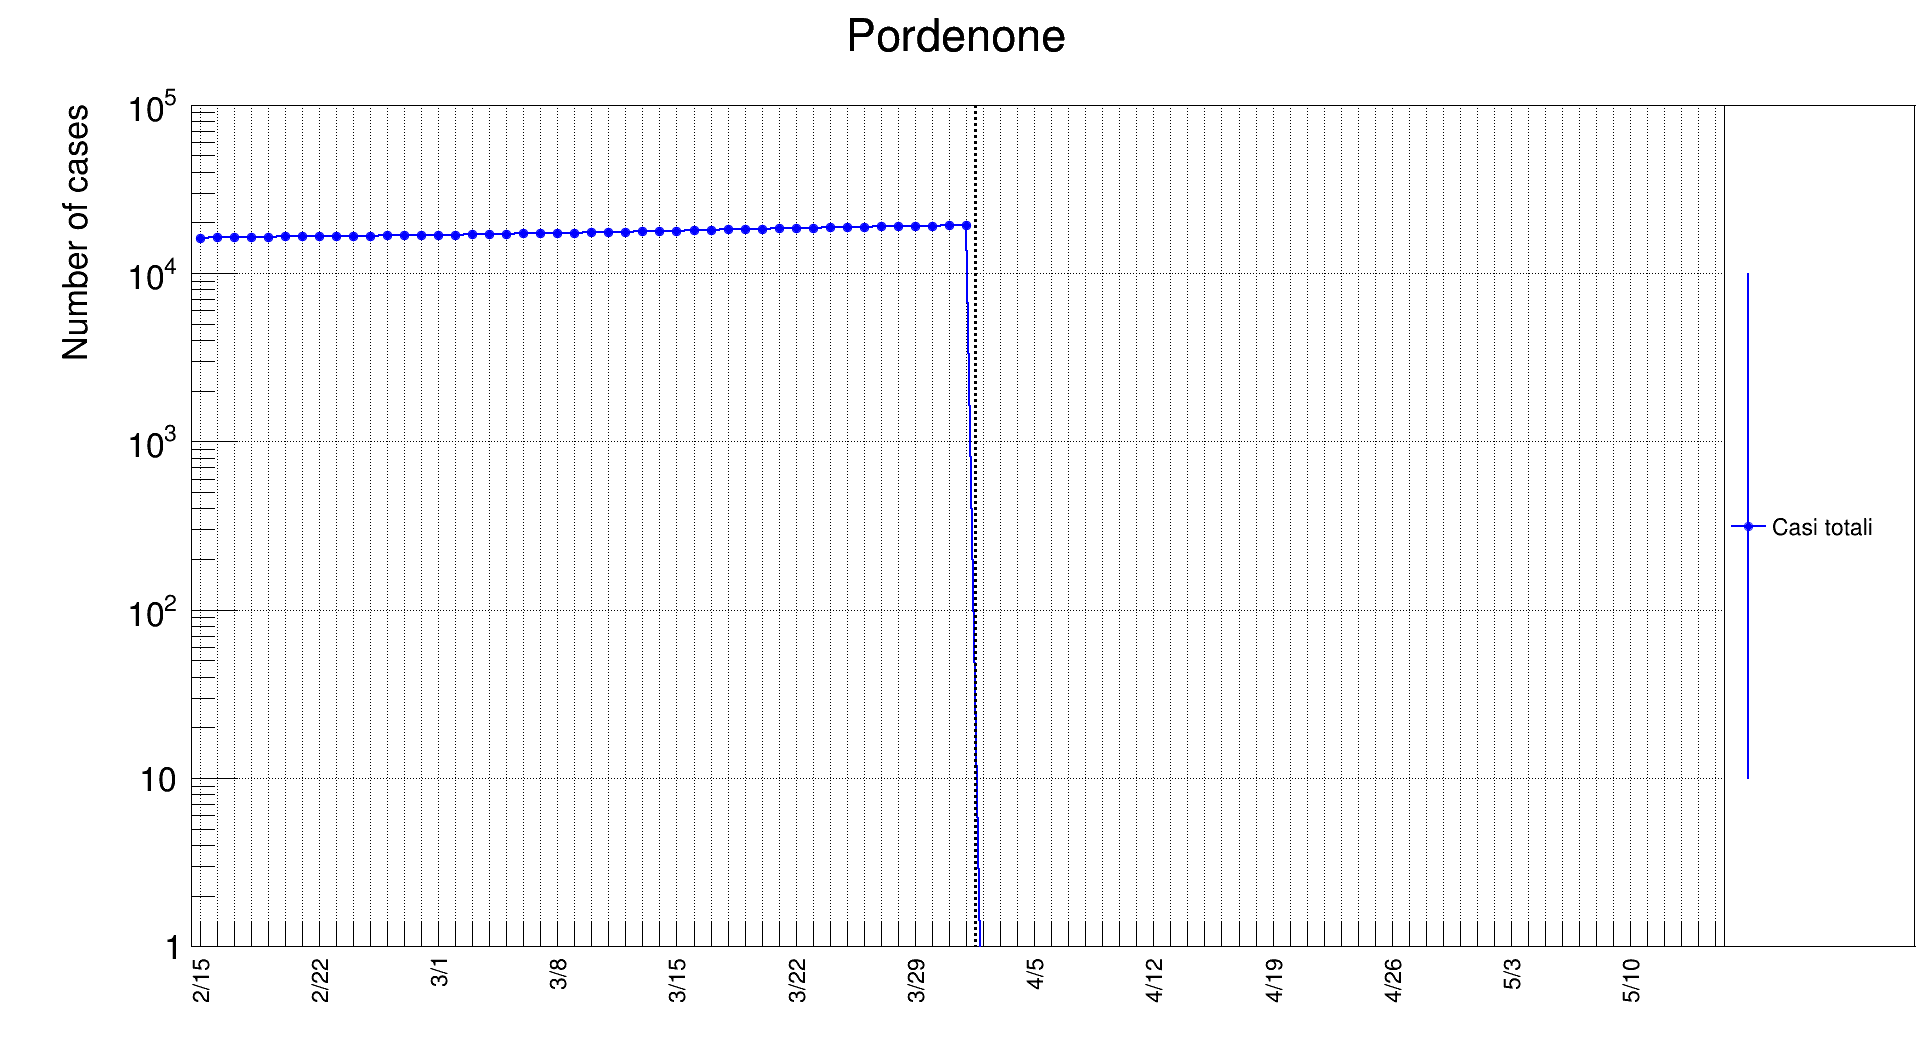 Pordenone
Number of cases
10^5
10^4
10^3
10^2
10
1
2/15 2/22 3/1 3/8 3/15 3/22 3/29 4/5 4/12 4/19 4/26 5/3 5/10
Casi totali